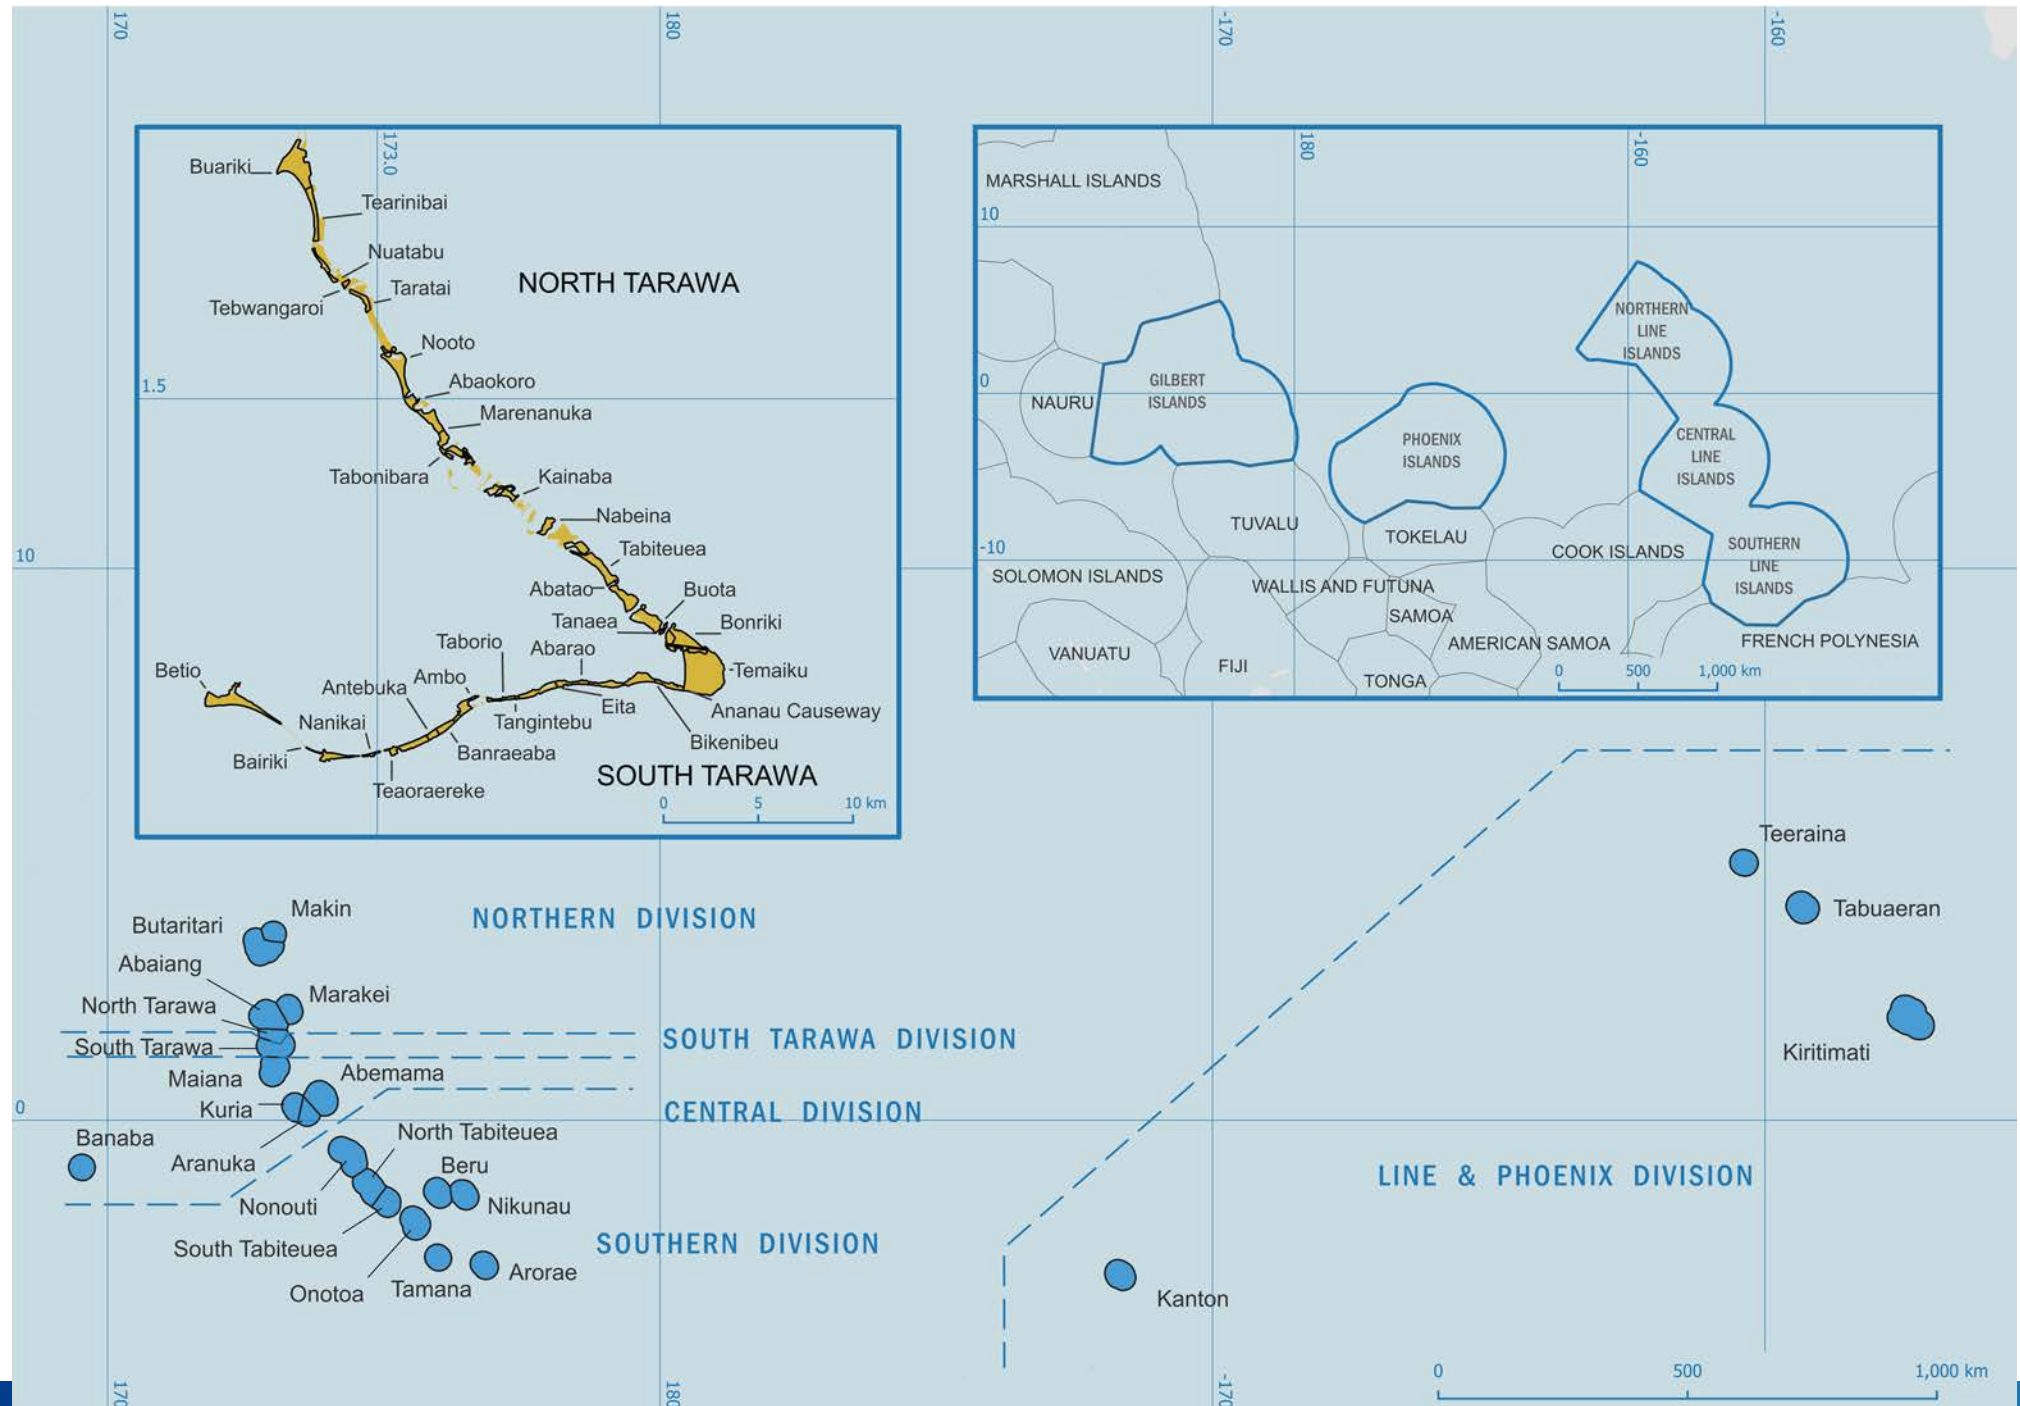 170
180
-170
-160
173.0
Buariki
Tearinibai
Nuatabu
Taratai
Tebwangaroi
NORTH TARAWA
Nooto
1.5
Abaokoro
Marenanuka
Tabonibara
Kainaba
Nabeina
Tabiteuea
Abatao
Buota
Tanaea
Bonriki
Taborio
Abarao
Betio
Ambo
Temaiku
Antebuka
Eita
Ananau Causeway
Nanikai
Tangintebu
Bikenibeu
Bairiki
Banraeaba
SOUTH TARAWA
Teaoraereke
0 5 10 km
180
-160
MARSHALL ISLANDS
10
NORTHERN
LINE
ISLANDS
0
GILBERT
ISLANDS
NAURU
PHOENIX
ISLANDS
CENTRAL
LINE
ISLANDS
TUVALU
TOKELAU
-10
COOK ISLANDS
SOUTHERN
LINE
ISLANDS
SOLOMON ISLANDS
WALLIS AND FUTUNA
SAMOA
AMERICAN SAMOA
FRENCH POLYNESIA
VANUATU
FIJI
TONGA
0 500 1,000 km
10
Teeraina
Tabuaeran
Kiritimati
Makin
Butaritari
NORTHERN DIVISION
Abaiang
Marakei
North Tarawa
SOUTH TARAWA DIVISION
South Tarawa
Maiana
Abemama
Kuria
CENTRAL DIVISION
0
Banaba
North Tabiteuea
Aranuka
Beru
LINE & PHOENIX DIVISION
Nonouti
Nikunau
South Tabiteuea
SOUTHERN DIVISION
Onotoa
Tamana
Arorae
Kanton
0 500 1,000 km
170
180
-170